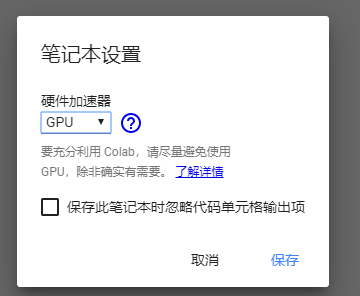 笔记本设置
硬件加速器
GPU
要充分利用 Colab，请尽量避免使用
GPU，除非确实有需要。 了解详情
保存此笔记本时忽略代码单元格输出项
取消 保存